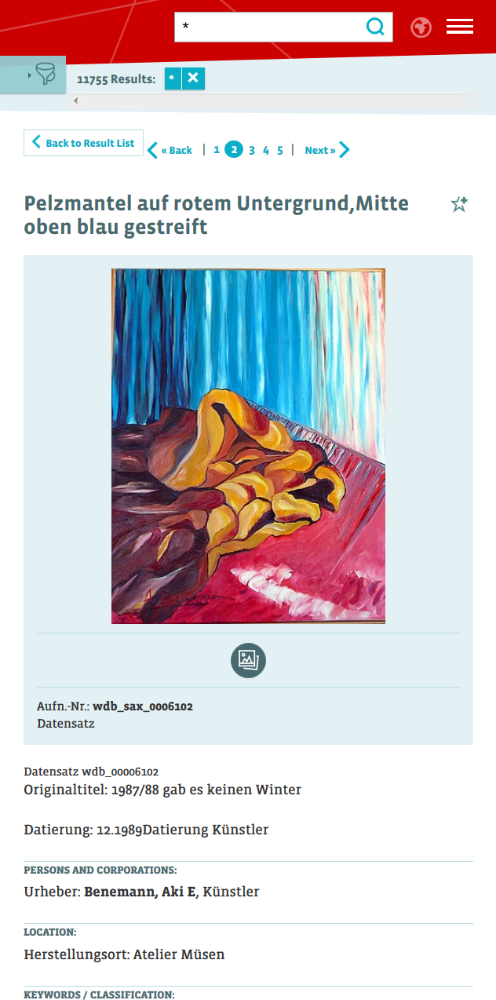 *
11755 Results: *
Back to Result List
« Back | 1 2 3 4 5 | Next »
Pelzmantel auf rotem Untergrund,Mitte
oben blau gestreift
Aufn.-Nr.: wdb_sax_0006102
Datensatz
Datensatz wdb_00006102
Originaltitel: 1987/88 gab es keinen Winter
Datierung: 12.1989Datierung Künstler
PERSONS AND CORPORATIONS:
Urheber: Benemann, Aki E, Künstler
LOCATION:
Herstellungsort: Atelier Müsen
KEYWORDS / CLASSIFICATION: